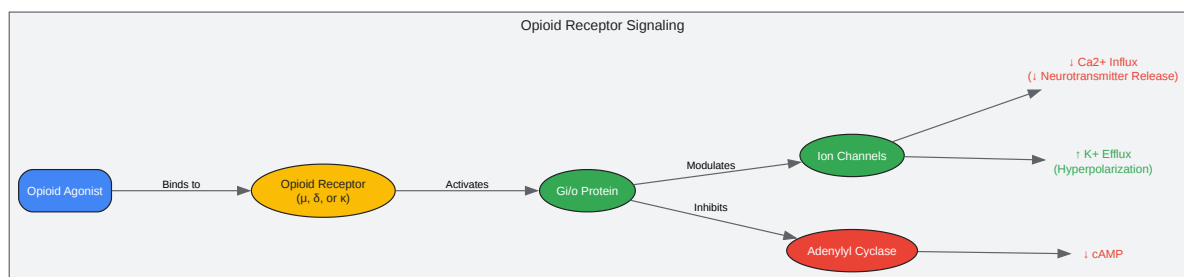 Opioid Receptor Signaling
↓ Ca2+ Influx
(↓ Neurotransmitter Release)
Opioid Agonist
Binds to
Opioid Receptor
(μ, δ, or κ)
Activates
Gi/o Protein
Modulates
Ion Channels
↑ K+ Efflux
(Hyperpolarization)
Inhibits
Adenylyl Cyclase
↓ cAMP